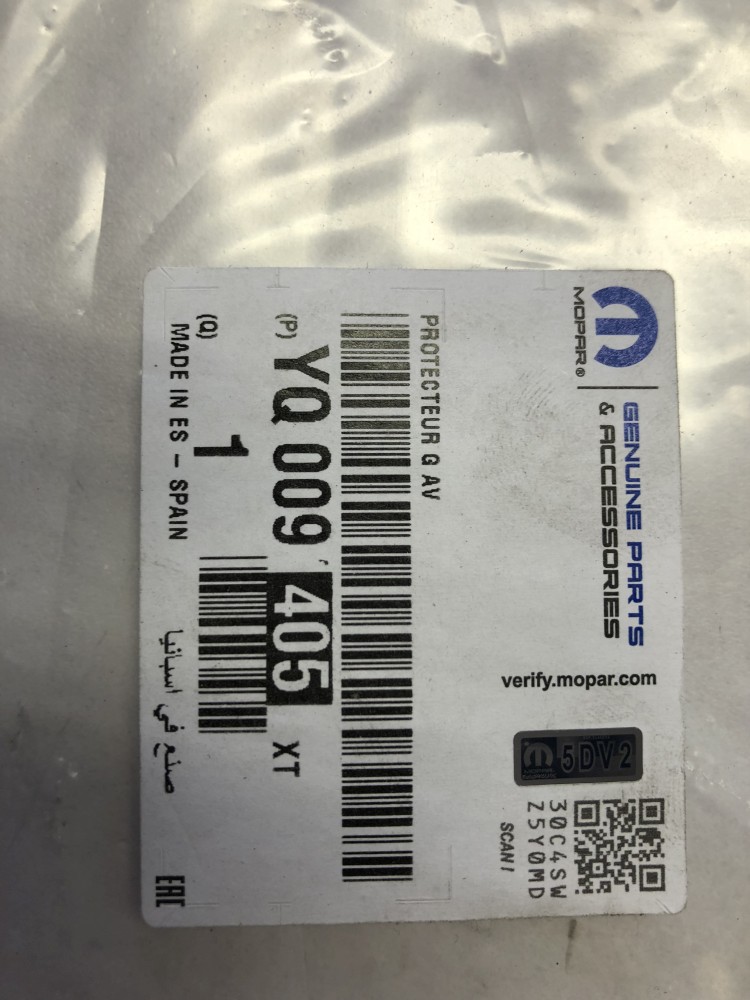 MOPAR®
GENUINE PARTS
& ACCESSORIES
verify.mopar.com
5DV2
30C4SW
Z5Y0MD
SCAN
PROTECTEUR G AV
(P) YQ 009 405 XT
(Q) 1
MADE IN ES – SPAIN
صنع في اسبانيا
EAC